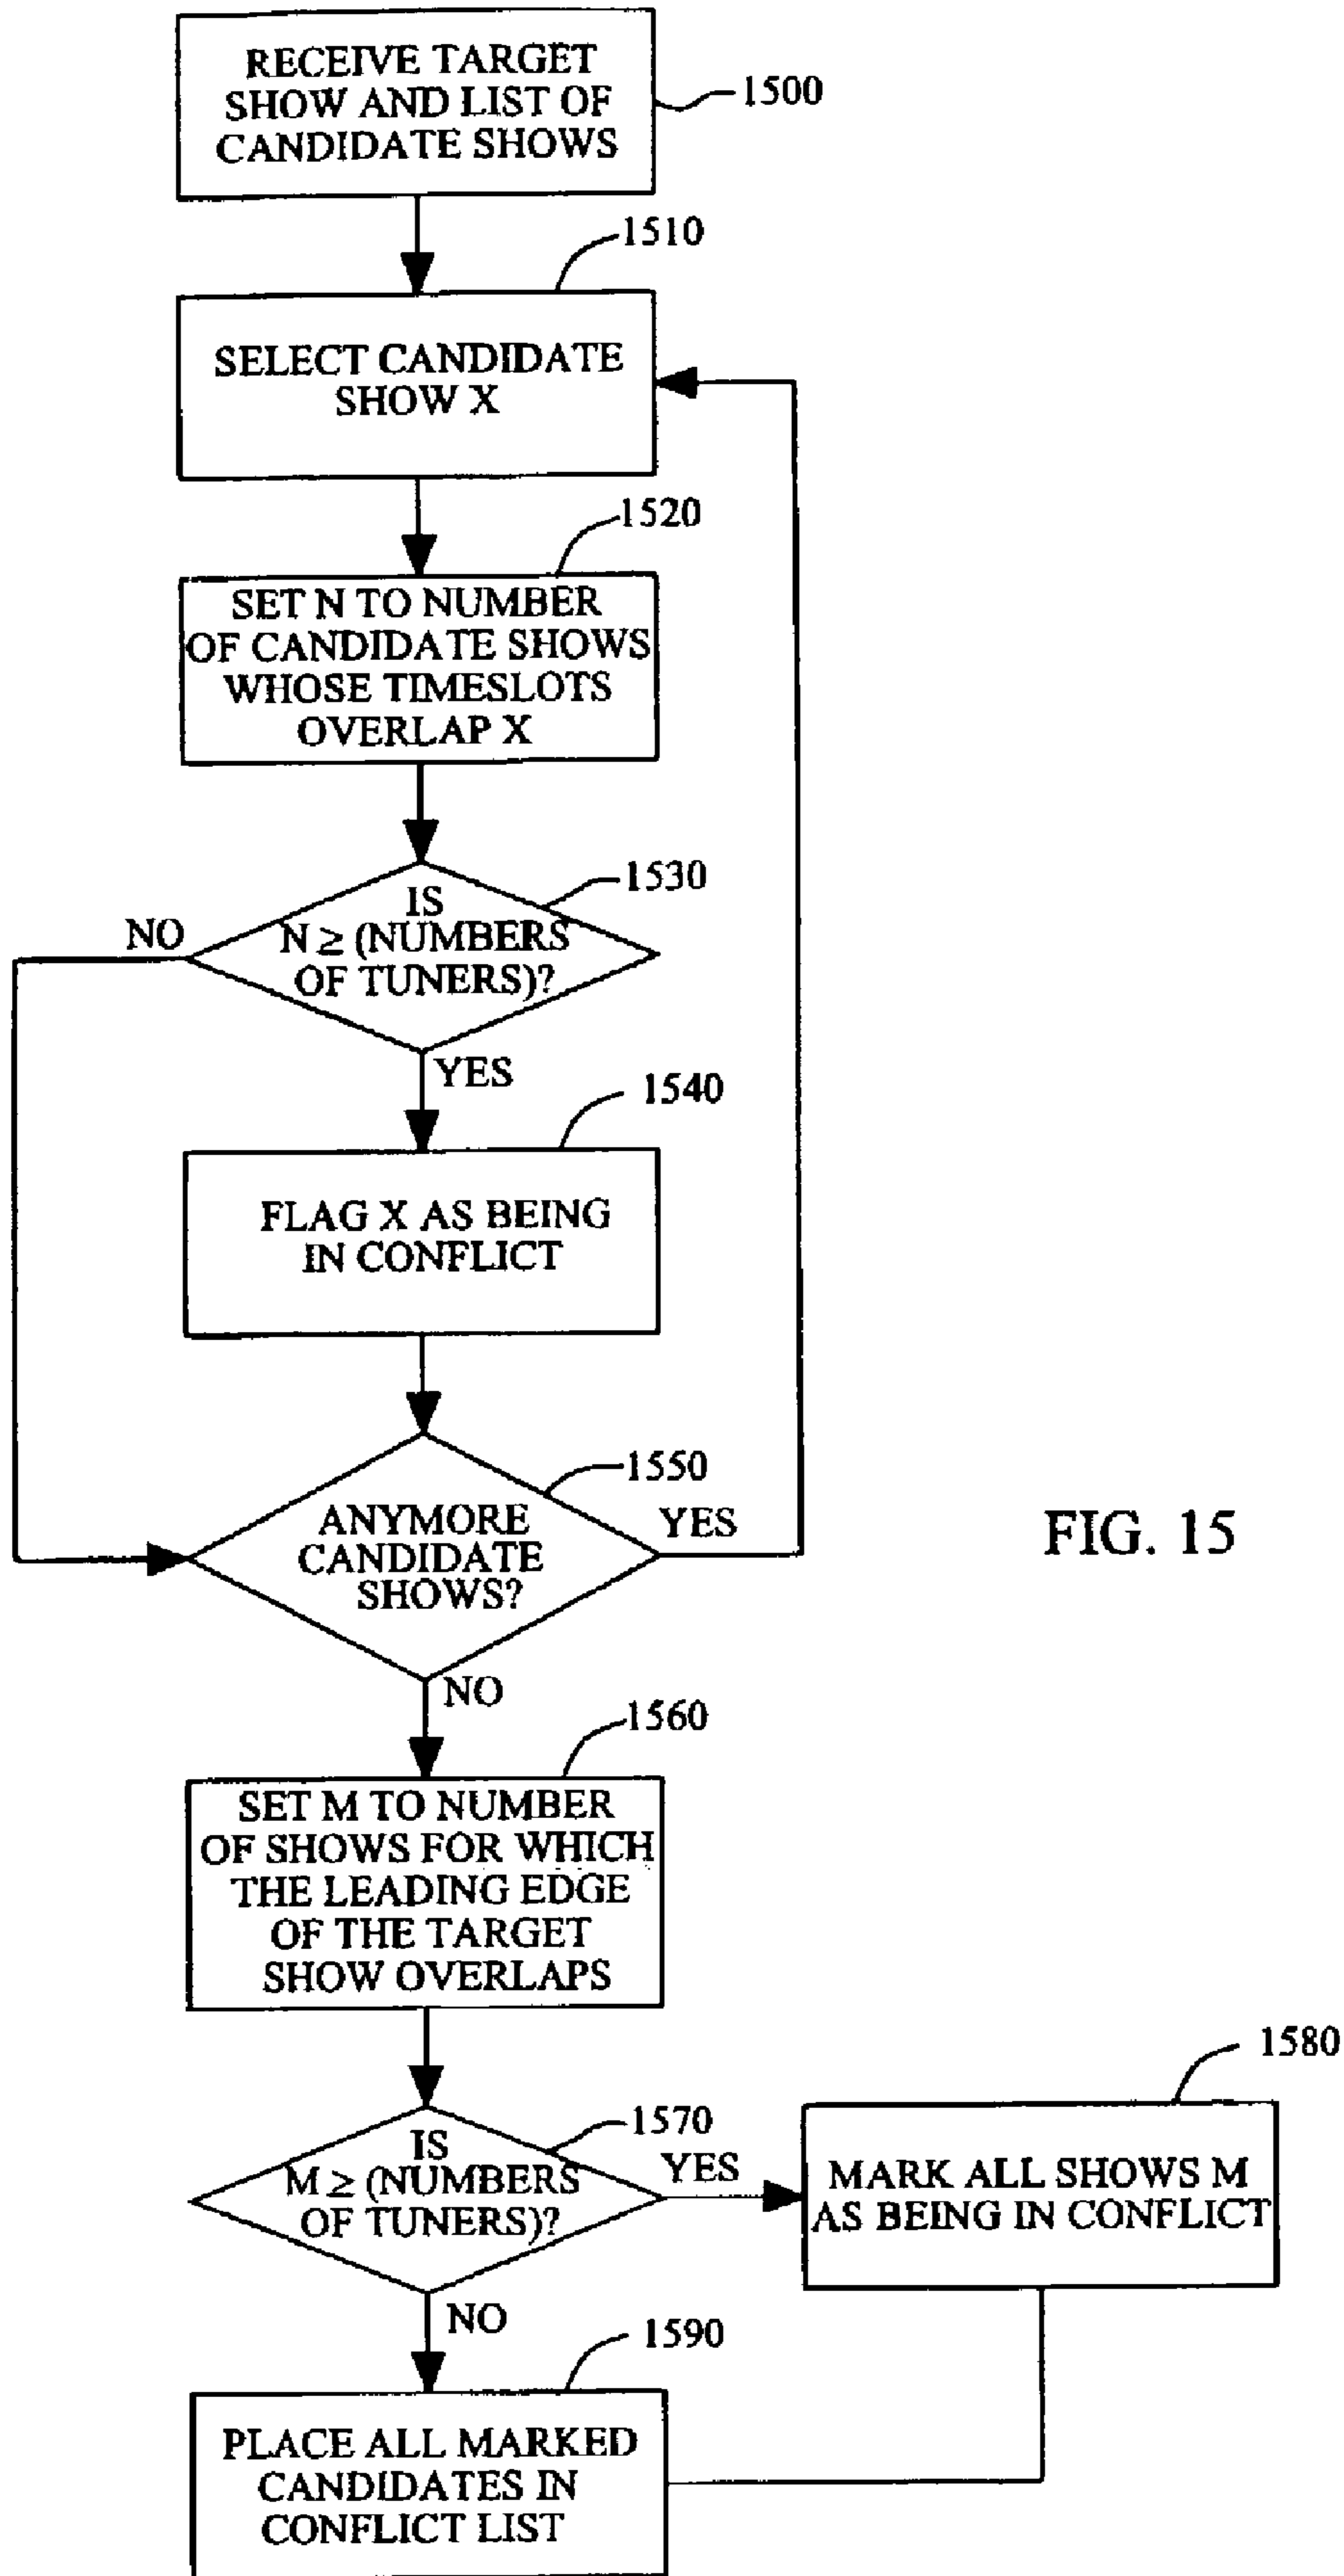 RECEIVE TARGET
SHOW AND LIST OF
CANDIDATE SHOWS
1500
1510
SELECT CANDIDATE
SHOW X
1520
SET N TO NUMBER
OF CANDIDATE SHOWS
WHOSE TIMESLOTS
OVERLAP X
1530
IS
N ≥ (NUMBERS
OF TUNERS)?
NO
YES
1540
FLAG X AS BEING
IN CONFLICT
1550
ANYMORE
CANDIDATE
SHOWS?
YES
FIG. 15
NO
1560
SET M TO NUMBER
OF SHOWS FOR WHICH
THE LEADING EDGE
OF THE TARGET
SHOW OVERLAPS
1570
IS
M ≥ (NUMBERS
OF TUNERS)?
YES
1580
MARK ALL SHOWS M
AS BEING IN CONFLICT
NO
1590
PLACE ALL MARKED
CANDIDATES IN
CONFLICT LIST